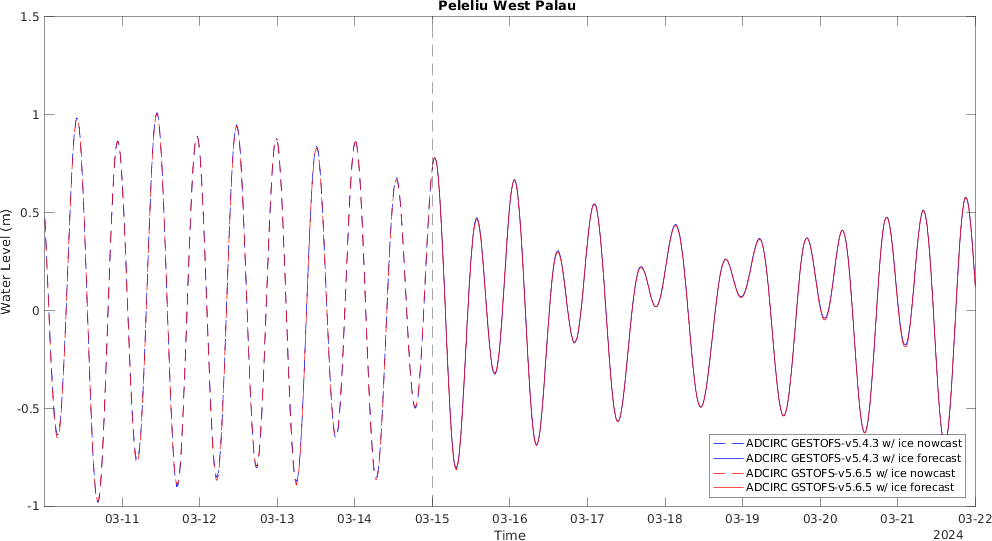 Peleliu West Palau
1.5
1
0.5
0
-0.5
-1
Water Level (m)
03-11 03-12 03-13 03-14 03-15 03-16 03-17 03-18 03-19 03-20 03-21 03-22
Time
2024
ADCIRC GESTOFS-v5.4.3 w/ ice nowcast
ADCIRC GESTOFS-v5.4.3 w/ ice forecast
ADCIRC GSTOFS-v5.6.5 w/ ice nowcast
ADCIRC GSTOFS-v5.6.5 w/ ice forecast